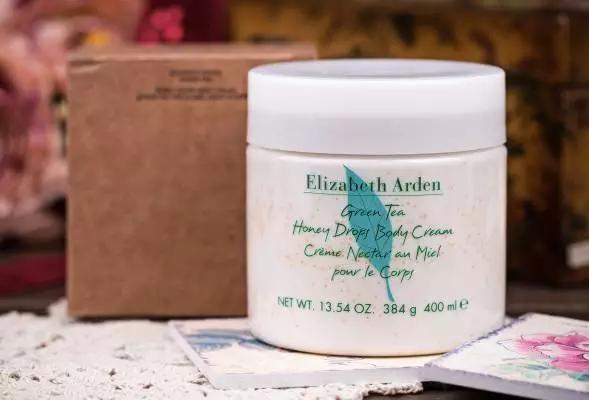 Elizabeth Arden
Green Tea
Honey Drops Body Cream
Crème Nectar au Miel
pour le Corps
NET WT. 13.54 OZ. 384 g 400 ml ℮